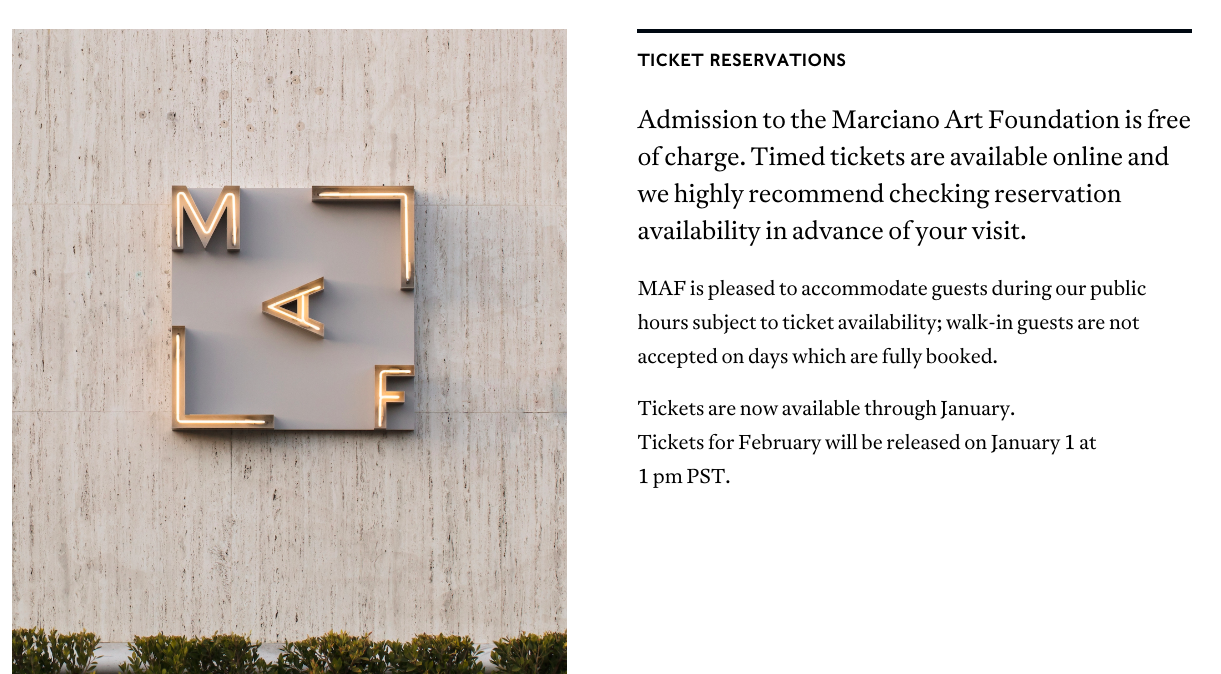 M
A
F
TICKET RESERVATIONS
Admission to the Marciano Art Foundation is free
of charge. Timed tickets are available online and
we highly recommend checking reservation
availability in advance of your visit.
MAF is pleased to accommodate guests during our public
hours subject to ticket availability; walk-in guests are not
accepted on days which are fully booked.
Tickets are now available through January.
Tickets for February will be released on January 1 at
1 pm PST.